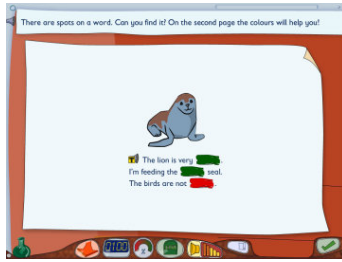 There are spots on a word. Can you find it? On the second page the colours will help you!
The lion is very .
I'm feeding the seal.
The birds are not .